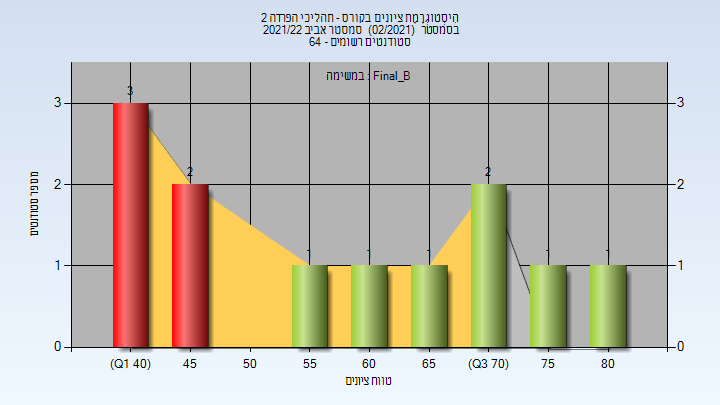 היסטוגרמת ציונים בקורס - תהליכי הפרדה 2
בסמסטר (02/2021) סמסטר אביב 2021/22
סטודנטים רשומים - 64
במשימה : Final_B
3 2 1 1 1 2 1 1
3 3
2 2
1 1
0 0
מספר סטודנטים
(Q1 40) 45 50 55 60 65 (Q3 70) 75 80
טווח ציונים